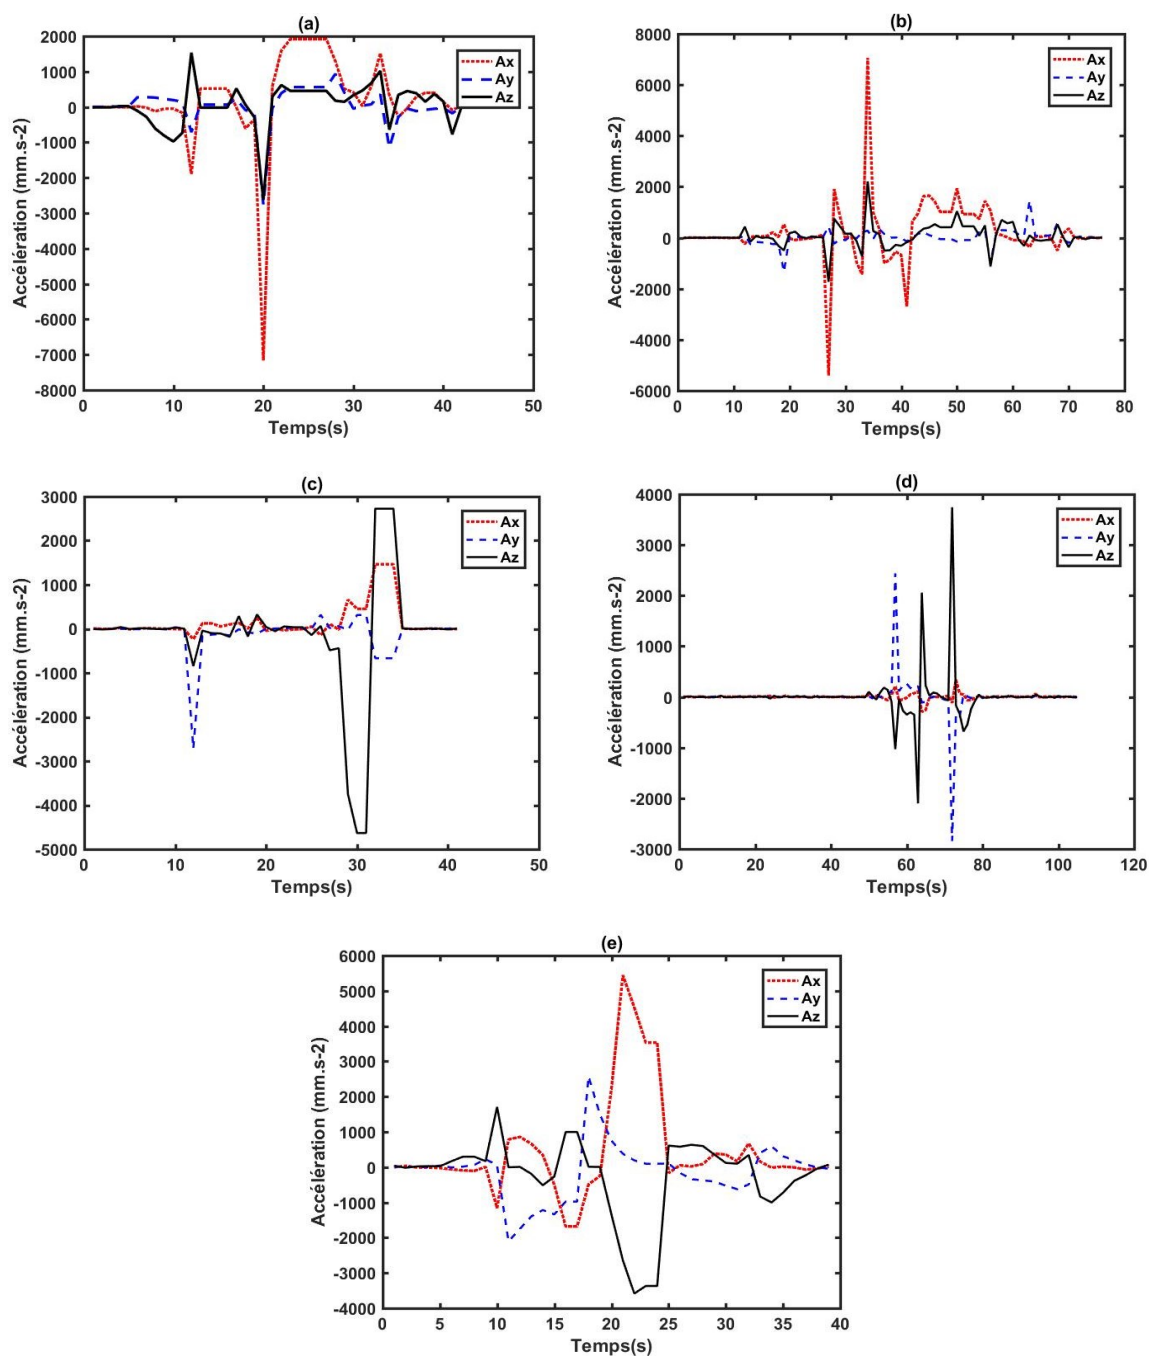 (a)
2000
1000
0
-1000
-2000
-3000
-4000
-5000
-6000
-7000
-8000
Accélération (mm.s-2)
Ax
Ay
Az
0 10 20 30 40 50
Temps(s)
(b)
8000
6000
4000
2000
0
-2000
-4000
-6000
Accélération (mm.s-2)
Ax
Ay
Az
0 10 20 30 40 50 60 70 80
Temps(s)
(c)
3000
2000
1000
0
-1000
-2000
-3000
-4000
-5000
Accélération (mm.s-2)
Ax
Ay
Az
0 10 20 30 40 50
Temps(s)
(d)
4000
3000
2000
1000
0
-1000
-2000
-3000
Accélération (mm.s-2)
Ax
Ay
Az
0 20 40 60 80 100 120
Temps(s)
(e)
6000
5000
4000
3000
2000
1000
0
-1000
-2000
-3000
-4000
Accélération (mm.s-2)
Ax
Ay
Az
0 5 10 15 20 25 30 35 40
Temps(s)